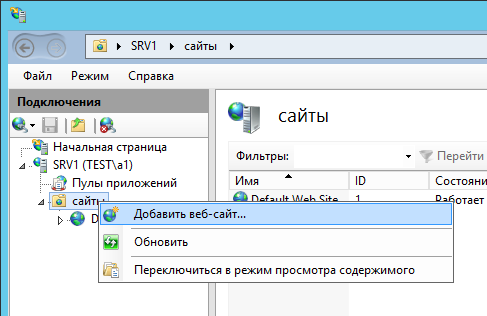 SRV1 сайты
Файл Режим Справка
Подключения
Начальная страница
SRV1 (TEST\a1)
Пулы приложений
сайты
D
сайты
Фильтры: Перейти
Имя ID Состояни
Default Web Site 1 Работает
Добавить веб-сайт...
Обновить
Переключиться в режим просмотра содержимого